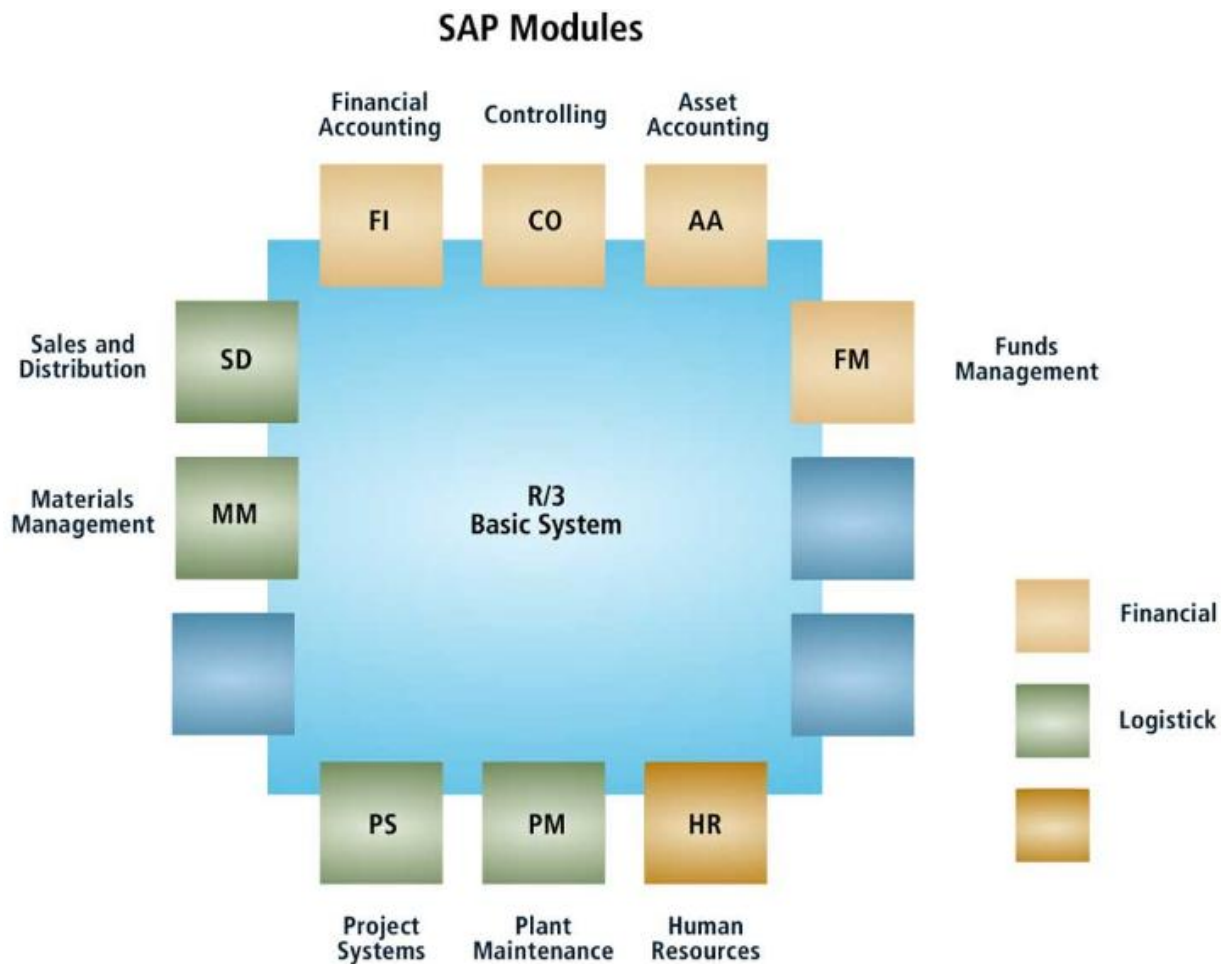 SAP Modules
Financial
Accounting
Controlling
Asset
Accounting
FI
CO
AA
Sales and
Distribution
SD
FM
Funds
Management
Materials
Management
MM
R/3
Basic System
Financial
Logistick
PS
PM
HR
Project
Systems
Plant
Maintenance
Human
Resources